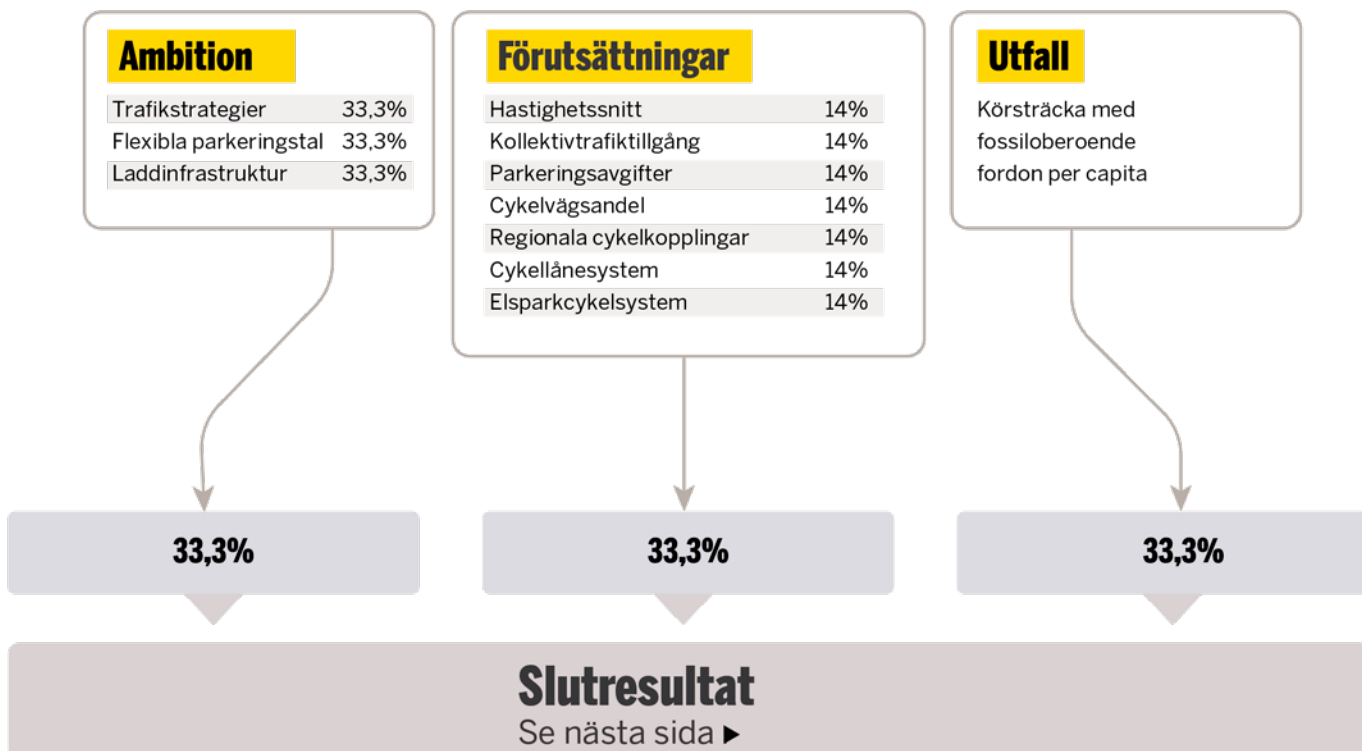 Ambition
Trafikstrategier 33,3%
Flexibla parkeringstal 33,3%
Laddinfrastruktur 33,3%
Förutsättningar
Hastighetssnitt 14%
Kollektivtrafiktillgång 14%
Parkeringsavgifter 14%
Cykelvägsandel 14%
Regionala cykelkopplingar 14%
Cykellånesystem 14%
Elsparkcykelsystem 14%
Utfall
Körsträcka med
fossiloberoende
fordon per capita
33,3%
33,3%
33,3%
Slutresultat
Se nästa sida ▶